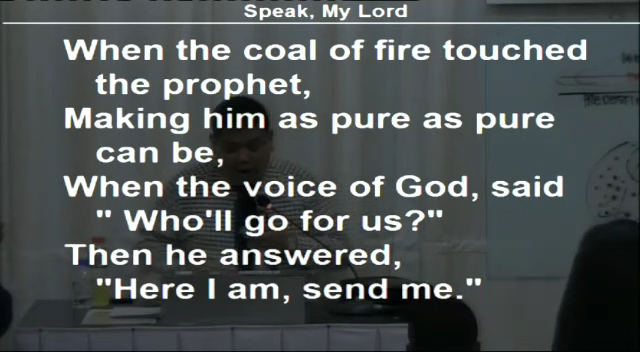 Speak, My Lord
When the coal of fire touched
the prophet,
Making him as pure as pure
can be,
When the voice of God, said
" Who'll go for us?"
Then he answered,
"Here I am, send me."